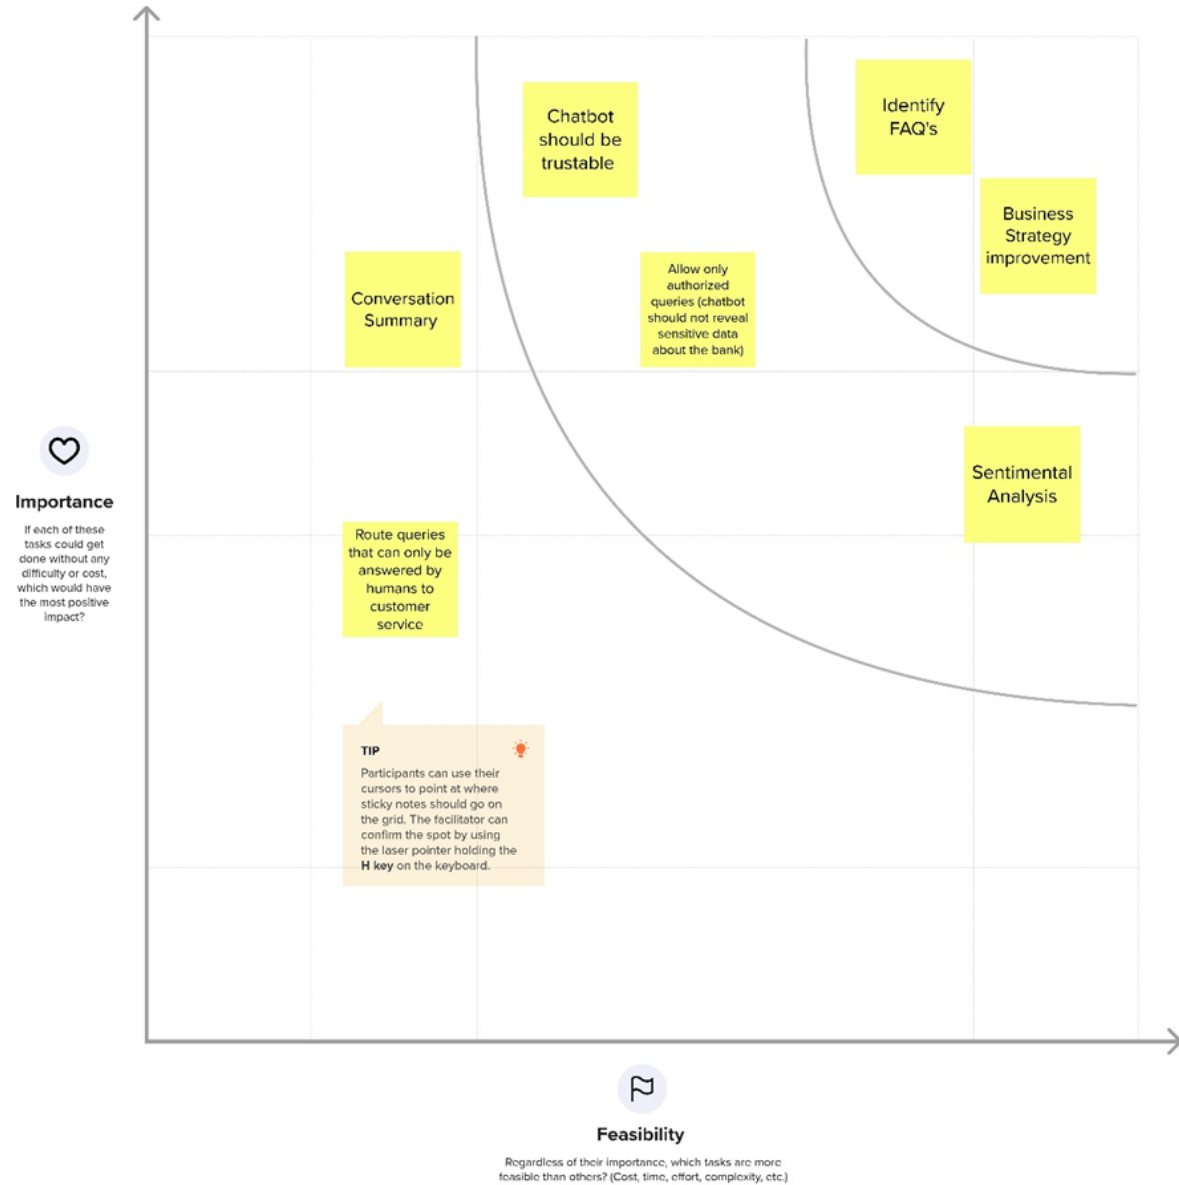 Chatbot
should be
trustable
Identify
FAQ's
Business
Strategy
improvement
Conversation
Summary
Allow only
authorized
queries (chatbot
should not reveal
sensitive data
about the bank)
Sentimental
Analysis
Importance
If each of these
tasks could get
done without any
difficulty or cost,
which would have
the most positive
impact?
Route queries
that can only be
answered by
humans to
customer
service
TIP
Participants can use their
cursors to point at where
sticky notes should go on
the grid. The facilitator can
confirm the spot by using
the laser pointer holding the
H key on the keyboard.
Feasibility
Regardless of their importance, which tasks are more
feasible than others? (Cost, time, effort, complexity, etc.)